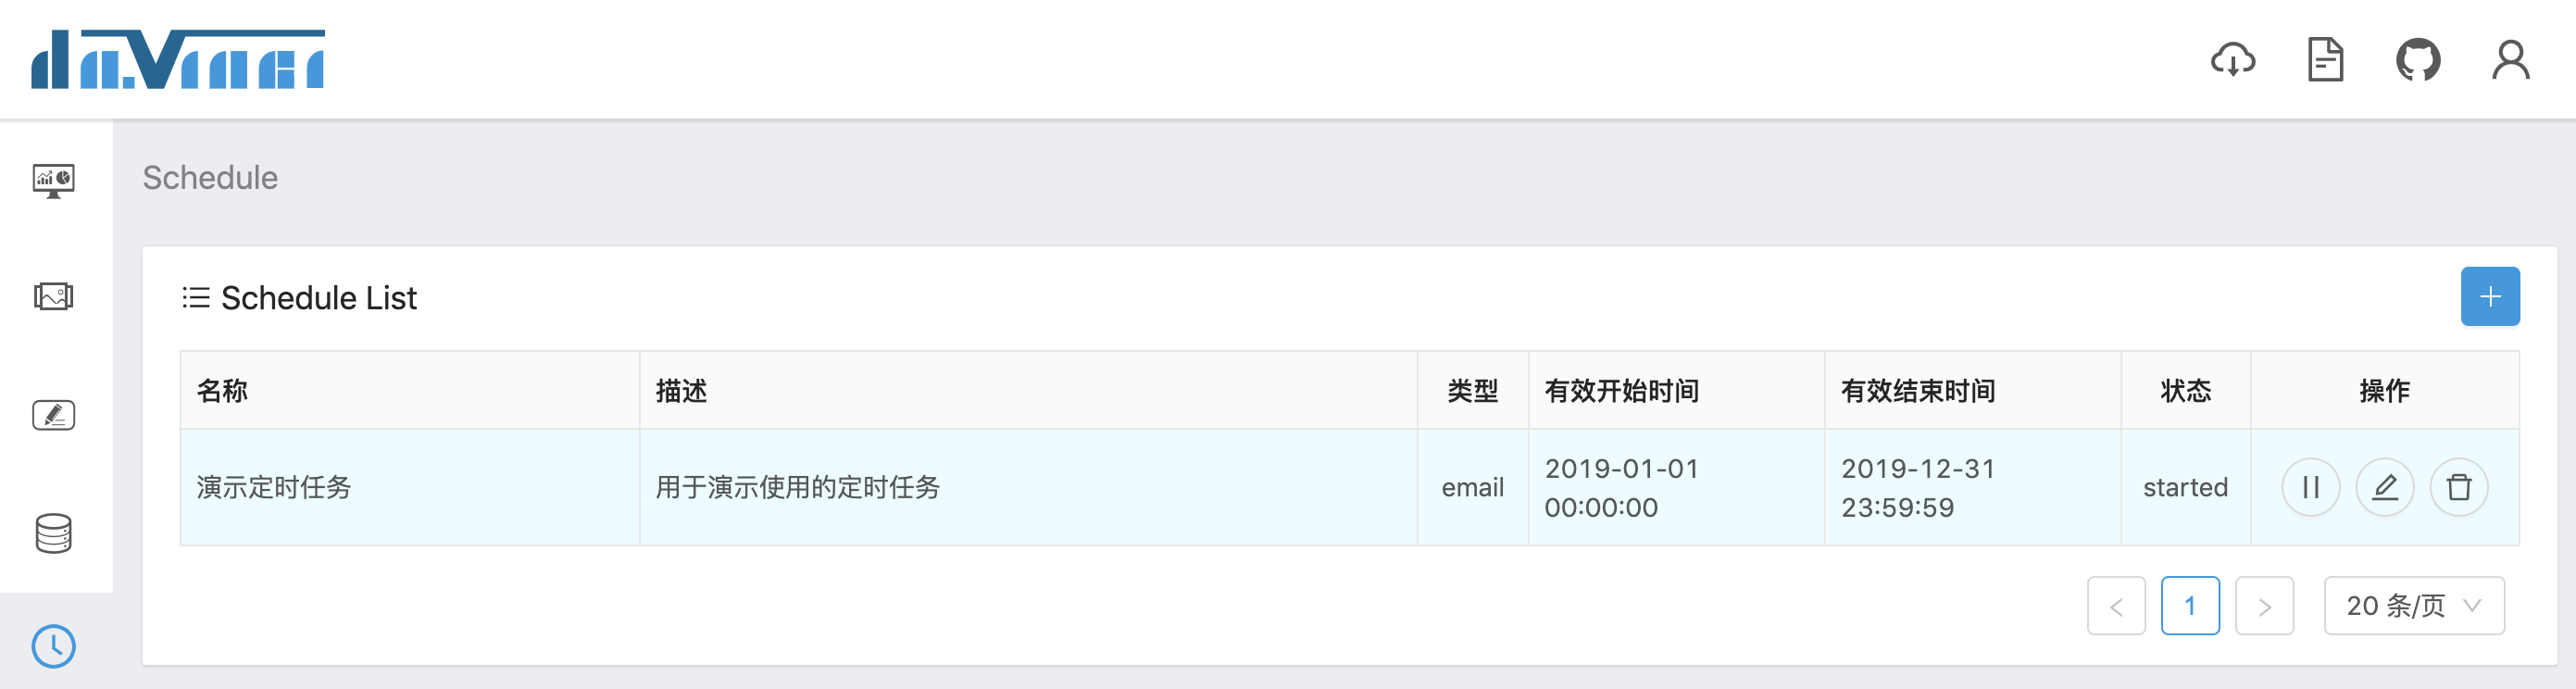 da.Vinci
Schedule
Schedule List
名称 描述 类型 有效开始时间 有效结束时间 状态 操作
演示定时任务 用于演示使用的定时任务 email 2019-01-01 2019-12-31 started
00:00:00 23:59:59
1 20 条/页